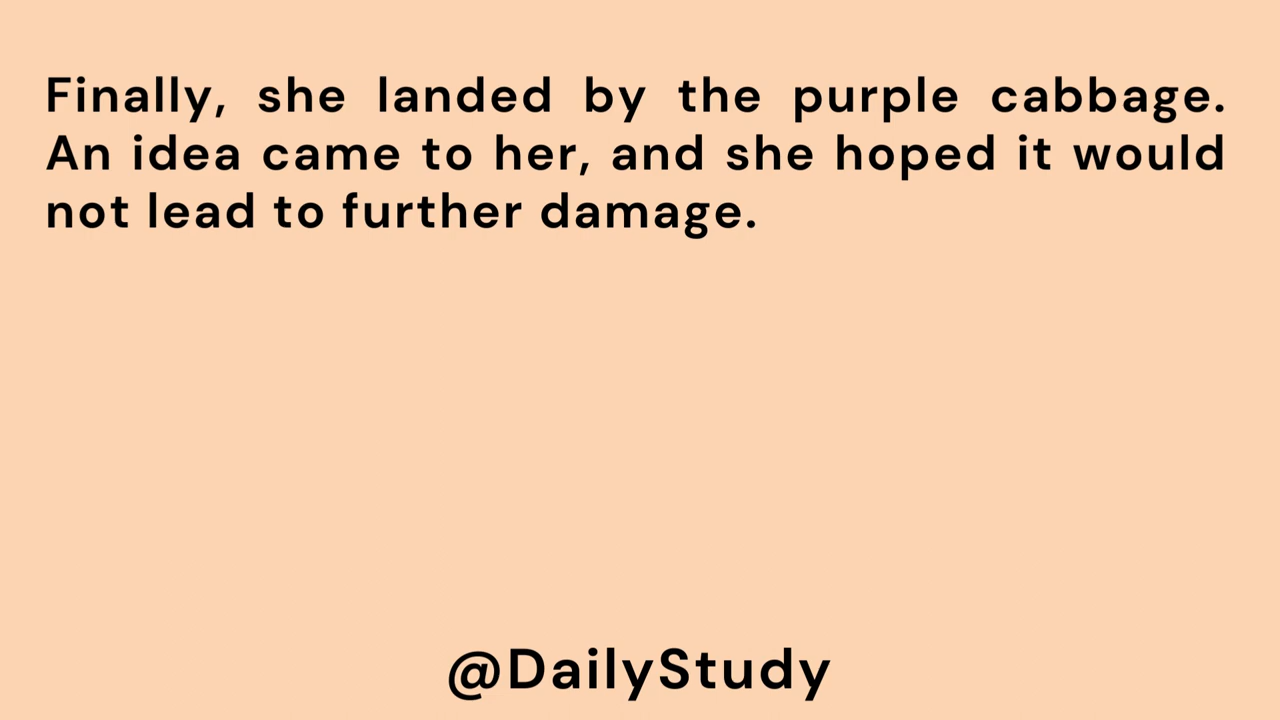 Finally, she landed by the purple cabbage.
An idea came to her, and she hoped it would
not lead to further damage.
@DailyStudy